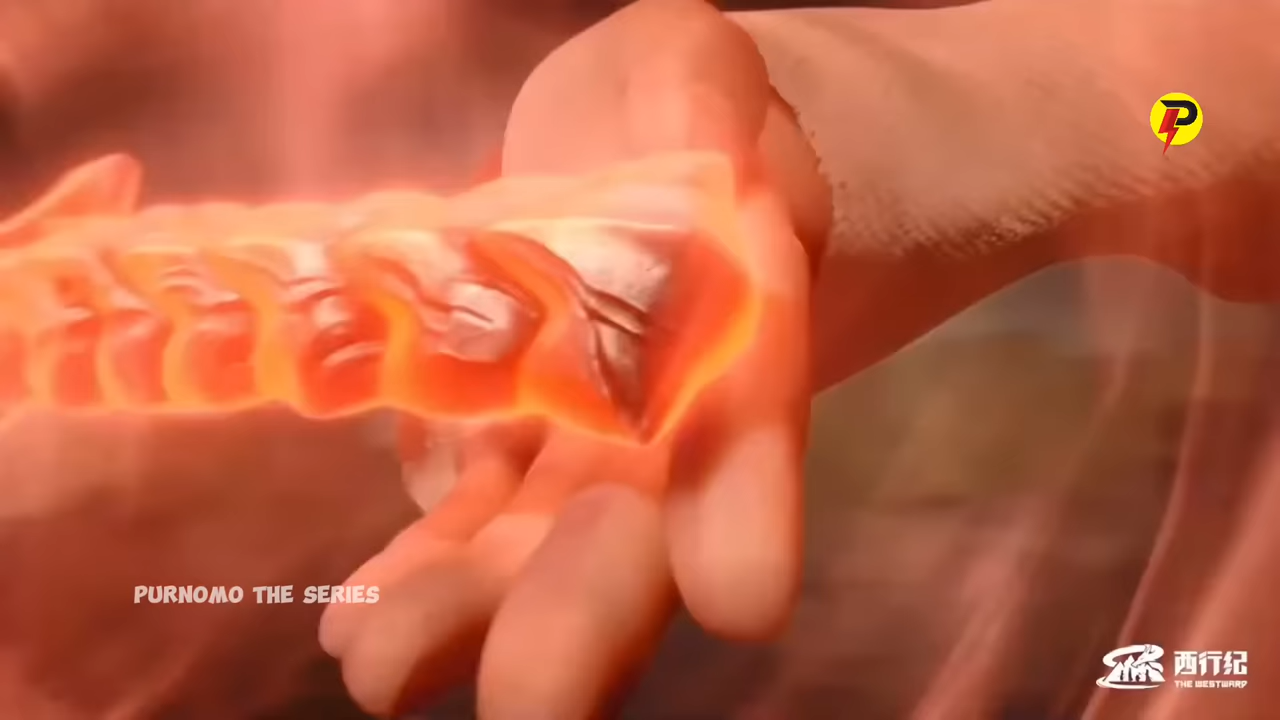 P
PURNOMO THE SERIES
西行纪
THE WESTWARD